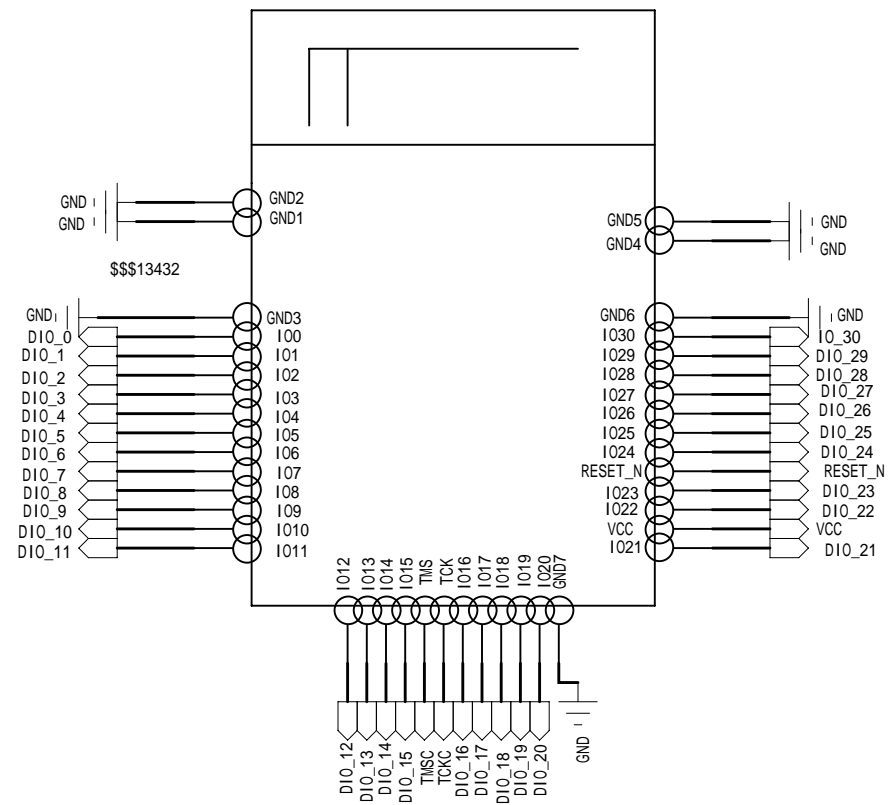 GND GND2
GND GND1
GND5 GND
GND4 GND
$$$13432
GND GND3
DIO_0 IO0
DIO_1 IO1
DIO_2 IO2
DIO_3 IO3
DIO_4 IO4
DIO_5 IO5
DIO_6 IO6
DIO_7 IO7
DIO_8 IO8
DIO_9 IO9
DIO_10 IO10
DIO_11 IO11
GND6 GND
IO30 IO_30
IO29 DIO_29
IO28 DIO_28
IO27 DIO_27
IO26 DIO_26
IO25 DIO_25
IO24 DIO_24
RESET_N RESET_N
IO23 DIO_23
IO22 DIO_22
VCC VCC
IO21 DIO_21
IO12
IO13
IO14
IO15
TMS
TCK
IO16
IO17
IO18
IO19
IO20
GND7
DIO_12
DIO_13
DIO_14
DIO_15
TMSC
TCKC
DIO_16
DIO_17
DIO_18
DIO_19
DIO_20
GND